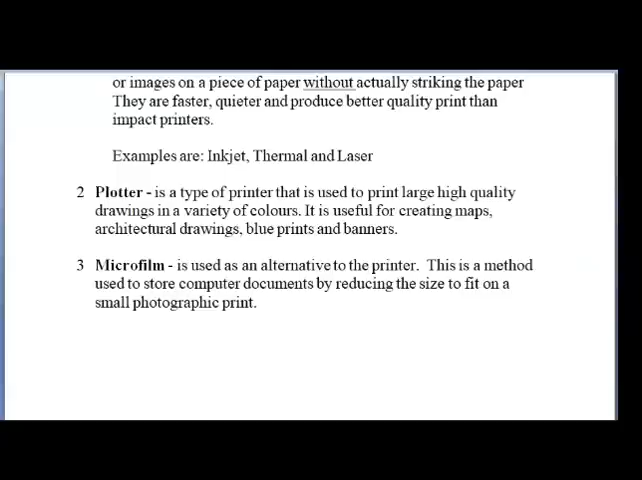 or images on a piece of paper without actually striking the paper
They are faster, quieter and produce better quality print than
impact printers.
Examples are: Inkjet, Thermal and Laser
2 Plotter - is a type of printer that is used to print large high quality
drawings in a variety of colours. It is useful for creating maps,
architectural drawings, blue prints and banners.
3 Microfilm - is used as an alternative to the printer. This is a method
used to store computer documents by reducing the size to fit on a
small photographic print.